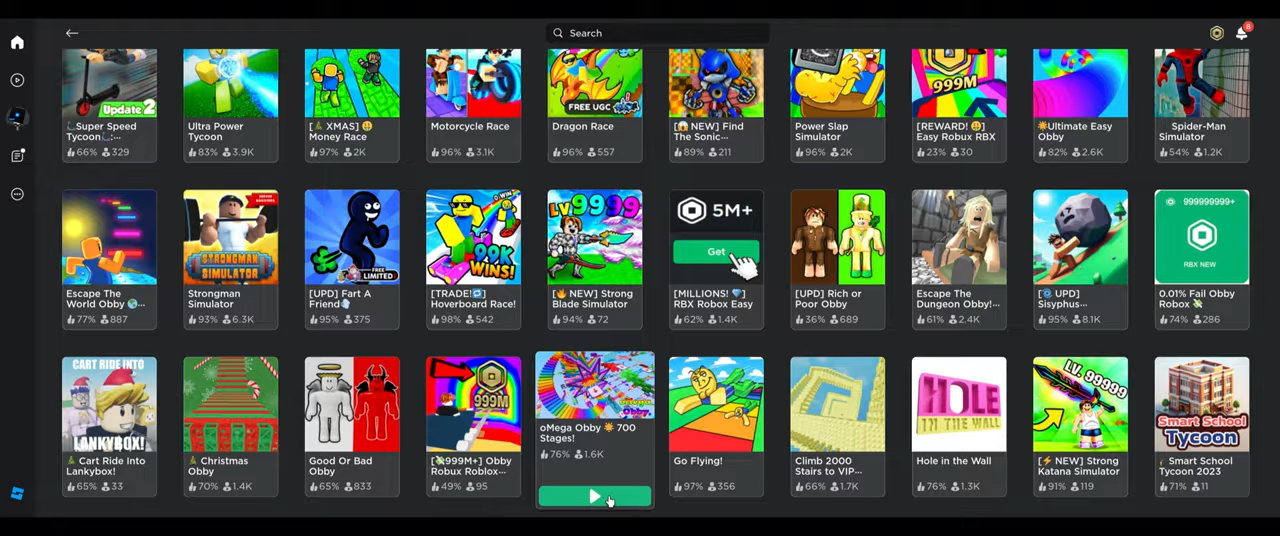 Search
8
Update 2
FREE UGC
999M
Super Speed Tycoon :...
66% 329
Ultra Power Tycoon
83% 3.9K
[ XMAS] Money Race
97% 2K
Motorcycle Race
96% 3.1K
Dragon Race
96% 557
[ NEW] Find The Sonic...
89% 211
Power Slap Simulator
96% 2K
[REWARD! ] Easy Robux RBX
23% 30
Ultimate Easy Obby
82% 2.6K
Spider-Man Simulator
54% 1.2K
STRONGMAN SIMULATOR
FREE LIMITED
0 WIN
99K WINS!
LV9999
5M+
Get
999999999+
RBX NEW
Escape The World Obby ...
77% 887
Strongman Simulator
93% 6.3K
[UPD] Fart A Friend
95% 375
[TRADE! ] Hoverboard Race!
98% 542
[ NEW] Strong Blade Simulator
94% 72
[MILLIONS! ] RBX Robox Easy
62% 1.4K
[UPD] Rich or Poor Obby
36% 689
Escape The Dungeon Obby!...
61% 2.4K
[ UPD] Sisyphus...
95% 8.1K
0.01% Fail Obby Robox
74% 286
CART RIDE INTO
LANKYBOX!
999M
Obby
HOLE
IN THE WALL
LVL 99999
Smart School
Tycoon
Cart Ride Into Lankybox!
65% 33
Christmas Obby
70% 1.4K
Good Or Bad Obby
65% 833
[ 999M+] Obby Robux Roblox...
49% 95
oMega Obby 700 Stages!
76% 1.6K
Go Flying!
97% 356
Climb 2000 Stairs to VIP...
66% 1.7K
Hole in the Wall
76% 1.3K
[ NEW] Strong Katana Simulator
91% 119
Smart School Tycoon 2023
71% 11